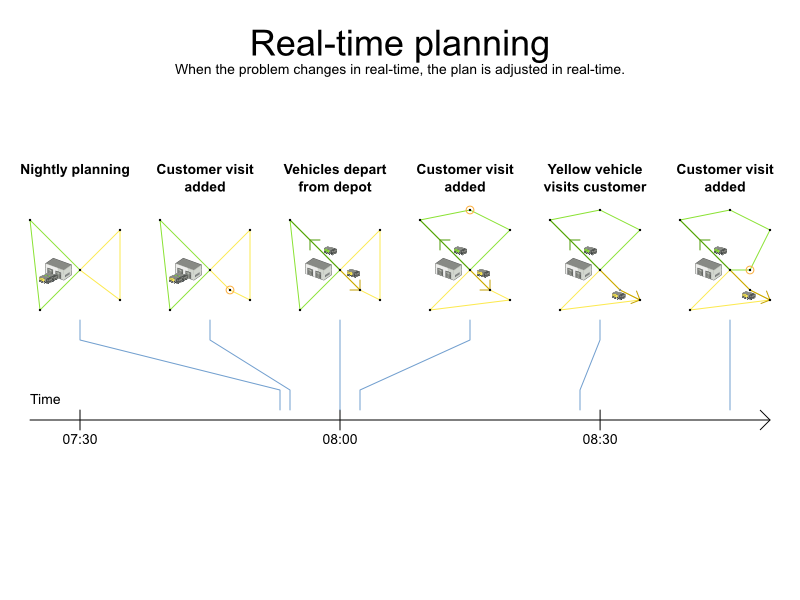 Real-time planning
When the problem changes in real-time, the plan is adjusted in real-time.
Nightly planning
Customer visit
added
Vehicles depart
from depot
Customer visit
added
Yellow vehicle
visits customer
Customer visit
added
Time
07:30
08:00
08:30